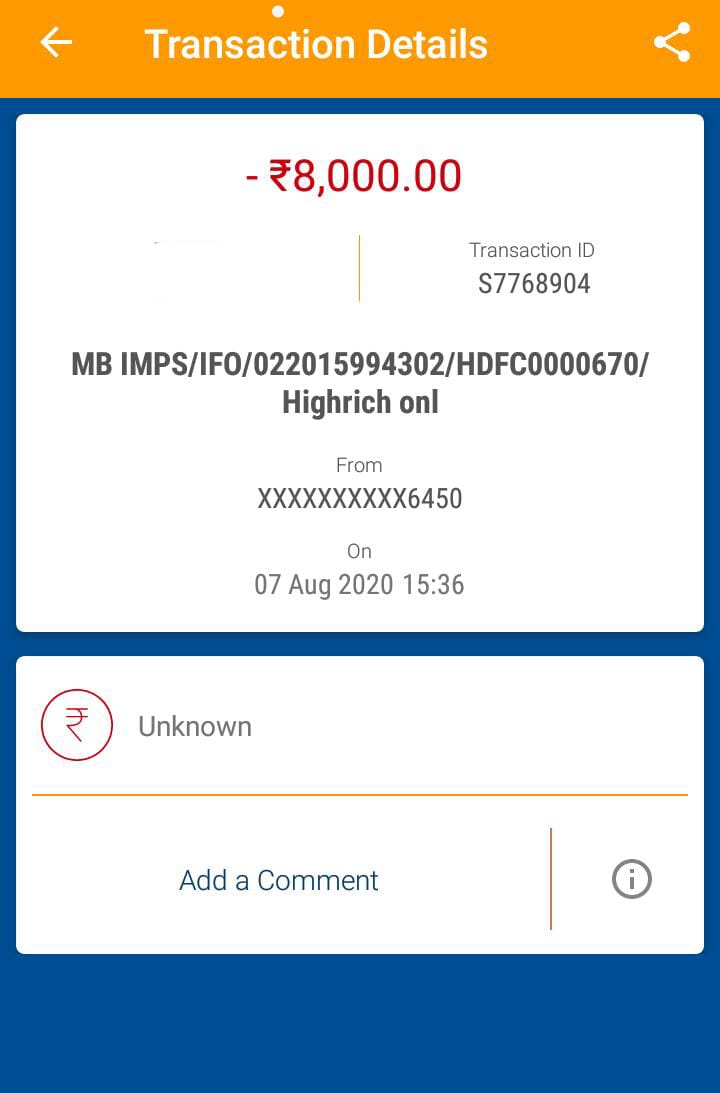 Transaction Details
- ₹8,000.00
Transaction ID
S7768904
MB IMPS/IFO/022015994302/HDFC0000670/
Highrich onl
From
XXXXXXXXXX6450
On
07 Aug 2020 15:36
₹
Unknown
Add a Comment